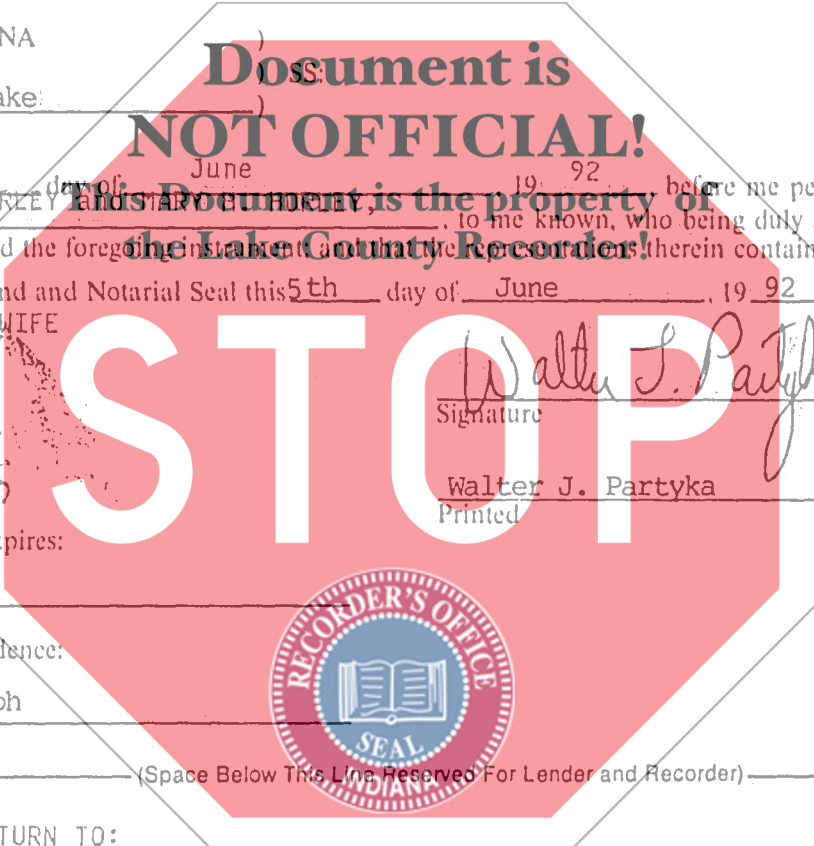 NA )
Document is
) SS:
ake )
NOT OFFICIAL!
day of June , 19 92 , before me pe
RLEY and MARY HURLEY,
This Document is the property of
, to me known, who being duly
d the foregoing instrument, and that the representations therein contain
the Lake County Recorder!
nd and Notarial Seal this 5th day of June , 19 92
WIFE
STOP
Signature
Walter J. Partyka
Printed
pires:
RECORDER'S OFFICE
dence:
ph
SEAL
INDIANA
(Space Below This Line Reserved For Lender and Recorder)
TURN TO: